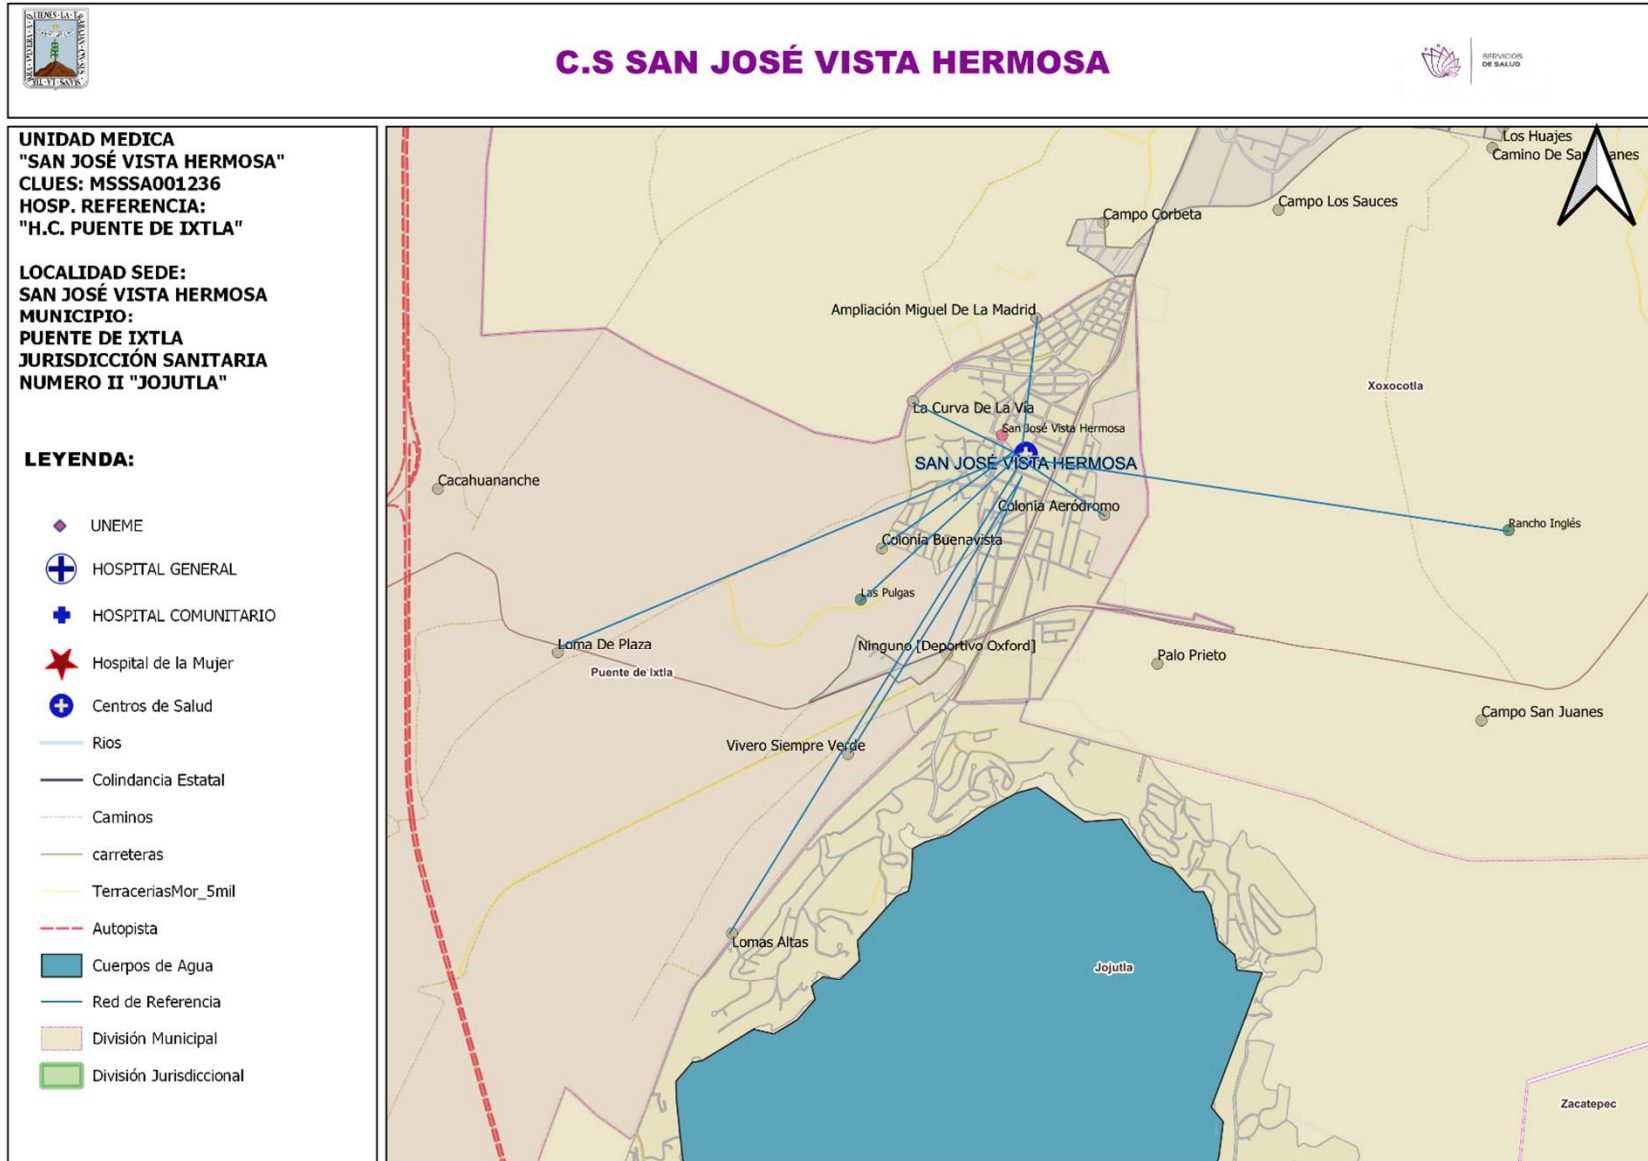 C.S SAN JOSÉ VISTA HERMOSA
SERVICIOS
DE SALUD
UNIDAD MEDICA
"SAN JOSÉ VISTA HERMOSA"
CLUES: MSSSA001236
HOSP. REFERENCIA:
"H.C. PUENTE DE IXTLA"
LOCALIDAD SEDE:
SAN JOSÉ VISTA HERMOSA
MUNICIPIO:
PUENTE DE IXTLA
JURISDICCIÓN SANITARIA
NUMERO II "JOJUTLA"
LEYENDA:
UNEME
HOSPITAL GENERAL
HOSPITAL COMUNITARIO
Hospital de la Mujer
Centros de Salud
Rios
Colindancia Estatal
Caminos
carreteras
TerraceriasMor_5mil
Autopista
Cuerpos de Agua
Red de Referencia
División Municipal
División Jurisdiccional
Los Huajes
Camino De San Juanes
Campo Los Sauces
Campo Corbeta
Ampliación Miguel De La Madrid
Xoxocotla
La Curva De La Vía
San José Vista Hermosa
SAN JOSÉ VISTA HERMOSA
Cacahuananche
Colonia Aeródromo
Rancho Inglés
Colonia Buenavista
Las Pulgas
Loma De Plaza
Ninguno [Deportivo Oxford]
Palo Prieto
Puente de Ixtla
Campo San Juanes
Vivero Siempre Verde
Lomas Altas
Jojutla
Zacatepec